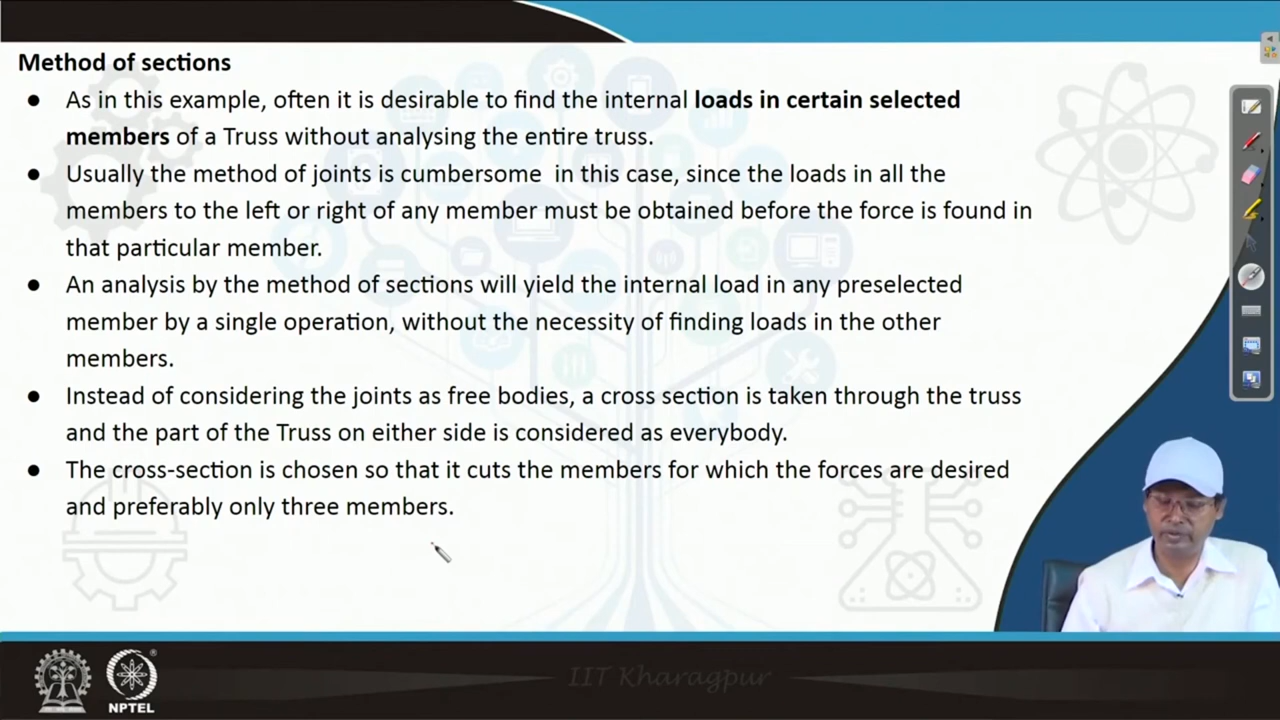 Method of sections
● As in this example, often it is desirable to find the internal loads in certain selected
members of a Truss without analysing the entire truss.
● Usually the method of joints is cumbersome in this case, since the loads in all the
members to the left or right of any member must be obtained before the force is found in
that particular member.
● An analysis by the method of sections will yield the internal load in any preselected
member by a single operation, without the necessity of finding loads in the other
members.
● Instead of considering the joints as free bodies, a cross section is taken through the truss
and the part of the Truss on either side is considered as everybody.
● The cross-section is chosen so that it cuts the members for which the forces are desired
and preferably only three members.
IIT Kharagpur
NPTEL
®